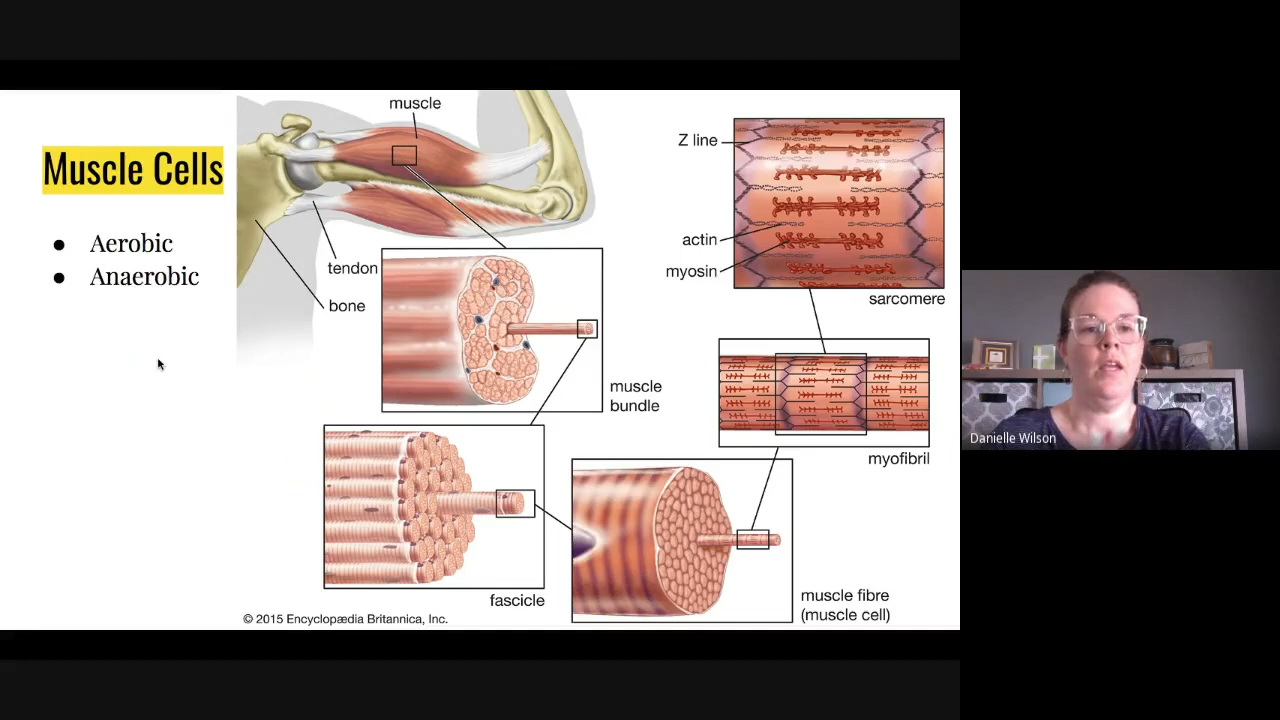 Muscle Cells
● Aerobic
● Anaerobic
muscle
tendon
bone
muscle
bundle
fascicle
© 2015 Encyclopædia Britannica, Inc.
Z line
actin
myosin
sarcomere
myofibril
muscle fibre
(muscle cell)
Danielle Wilson